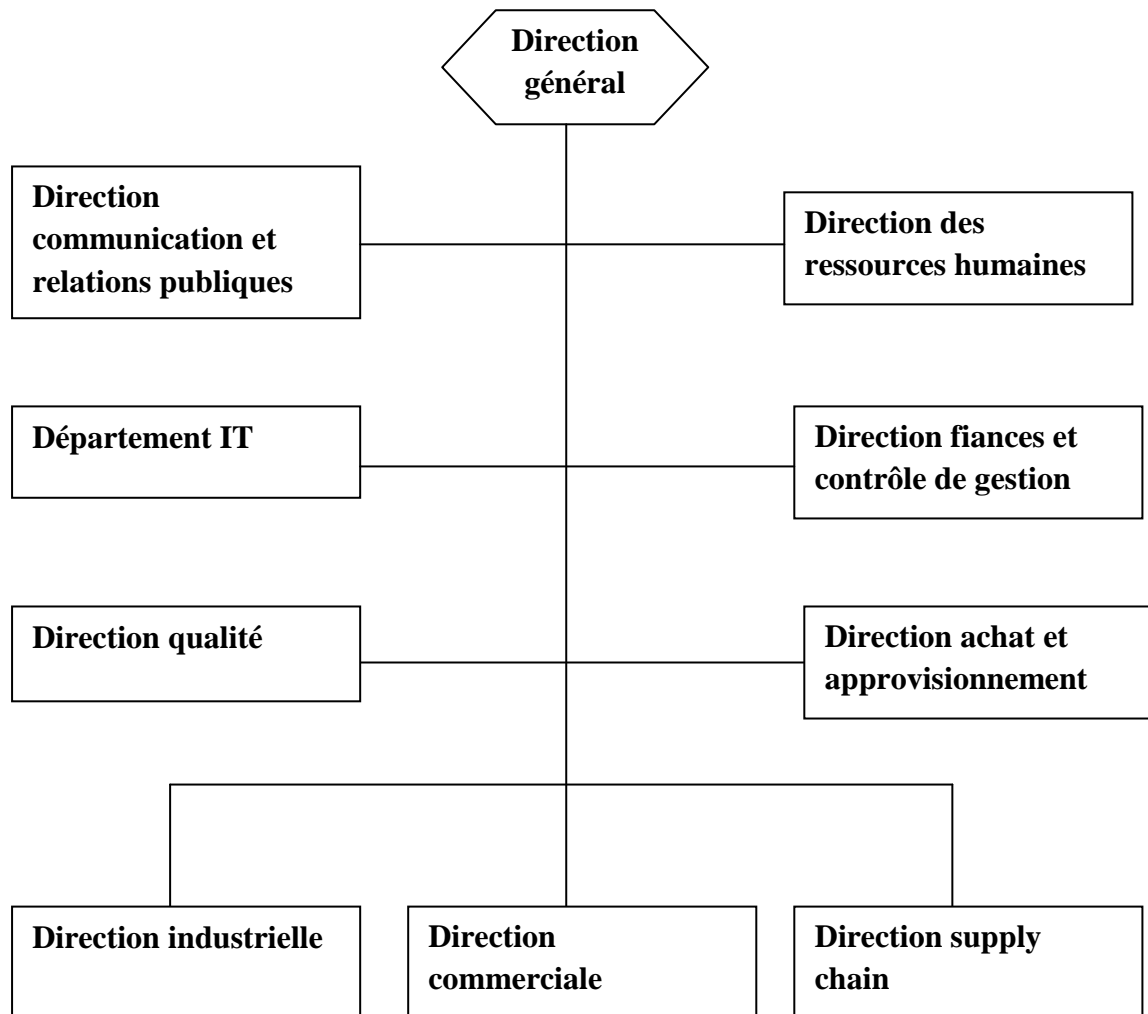 Direction
général
Direction
communication et
relations publiques
Direction des
ressources humaines
Département IT
Direction fiances et
contrôle de gestion
Direction qualité
Direction achat et
approvisionnement
Direction industrielle
Direction
commerciale
Direction supply
chain